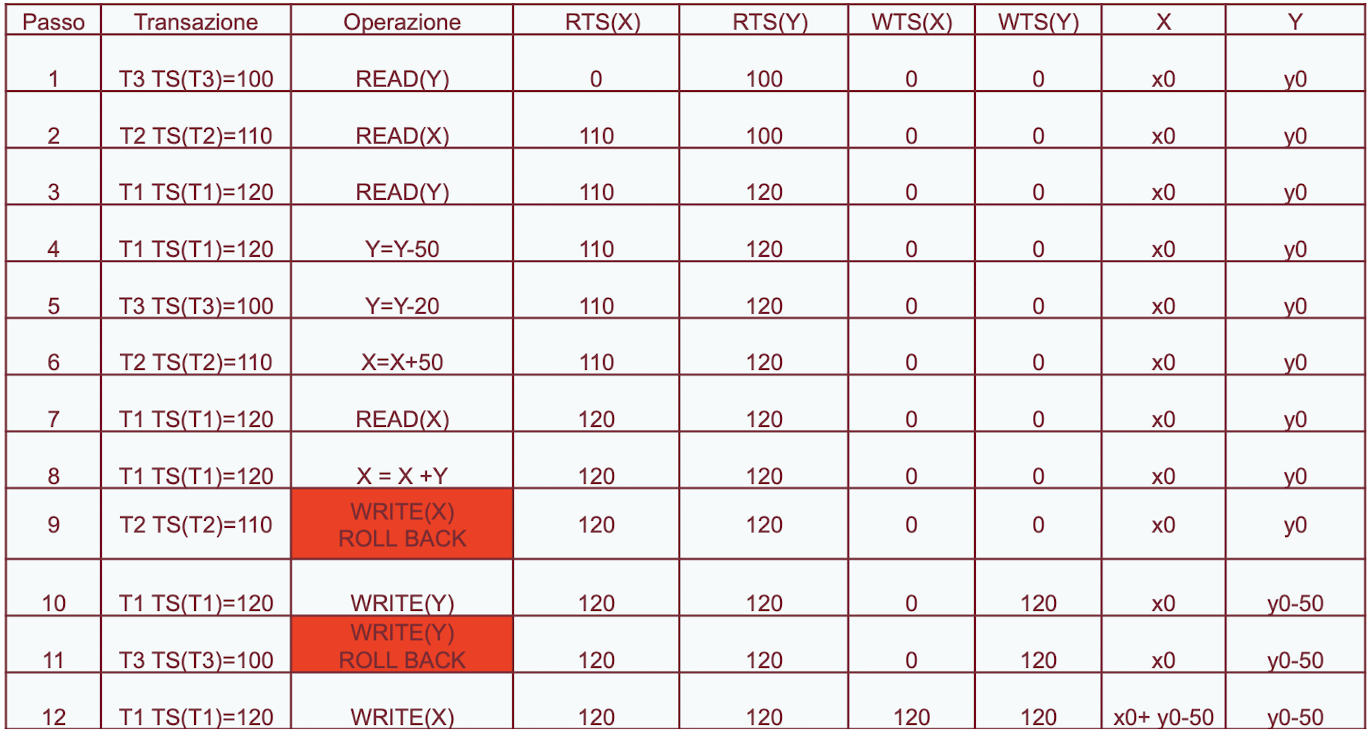 Passo Transazione Operazione RTS(X) RTS(Y) WTS(X) WTS(Y) X Y
1 T3 TS(T3)=100 READ(Y) 0 100 0 0 x0 y0
2 T2 TS(T2)=110 READ(X) 110 100 0 0 x0 y0
3 T1 TS(T1)=120 READ(Y) 110 120 0 0 x0 y0
4 T1 TS(T1)=120 Y=Y-50 110 120 0 0 x0 y0
5 T3 TS(T3)=100 Y=Y-20 110 120 0 0 x0 y0
6 T2 TS(T2)=110 X=X+50 110 120 0 0 x0 y0
7 T1 TS(T1)=120 READ(X) 120 120 0 0 x0 y0
8 T1 TS(T1)=120 X = X +Y 120 120 0 0 x0 y0
WRITE(X)
9 T2 TS(T2)=110 ROLL BACK 120 120 0 0 x0 y0
10 T1 TS(T1)=120 WRITE(Y) 120 120 0 120 x0 y0-50
WRITE(Y)
11 T3 TS(T3)=100 ROLL BACK 120 120 0 120 x0 y0-50
12 T1 TS(T1)=120 WRITE(X) 120 120 120 120 x0+ y0-50 y0-50